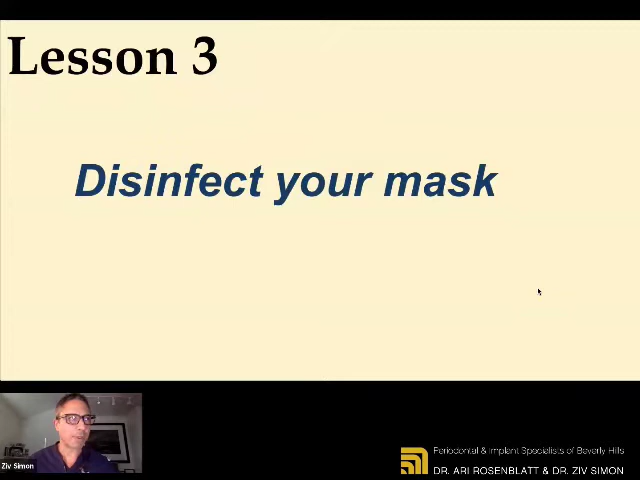 Lesson 3
Disinfect your mask
Ziv Simon
Periodontal & Implant Specialists of Beverly Hills
DR. ARI ROSENBLATT & DR. ZIV SIMON